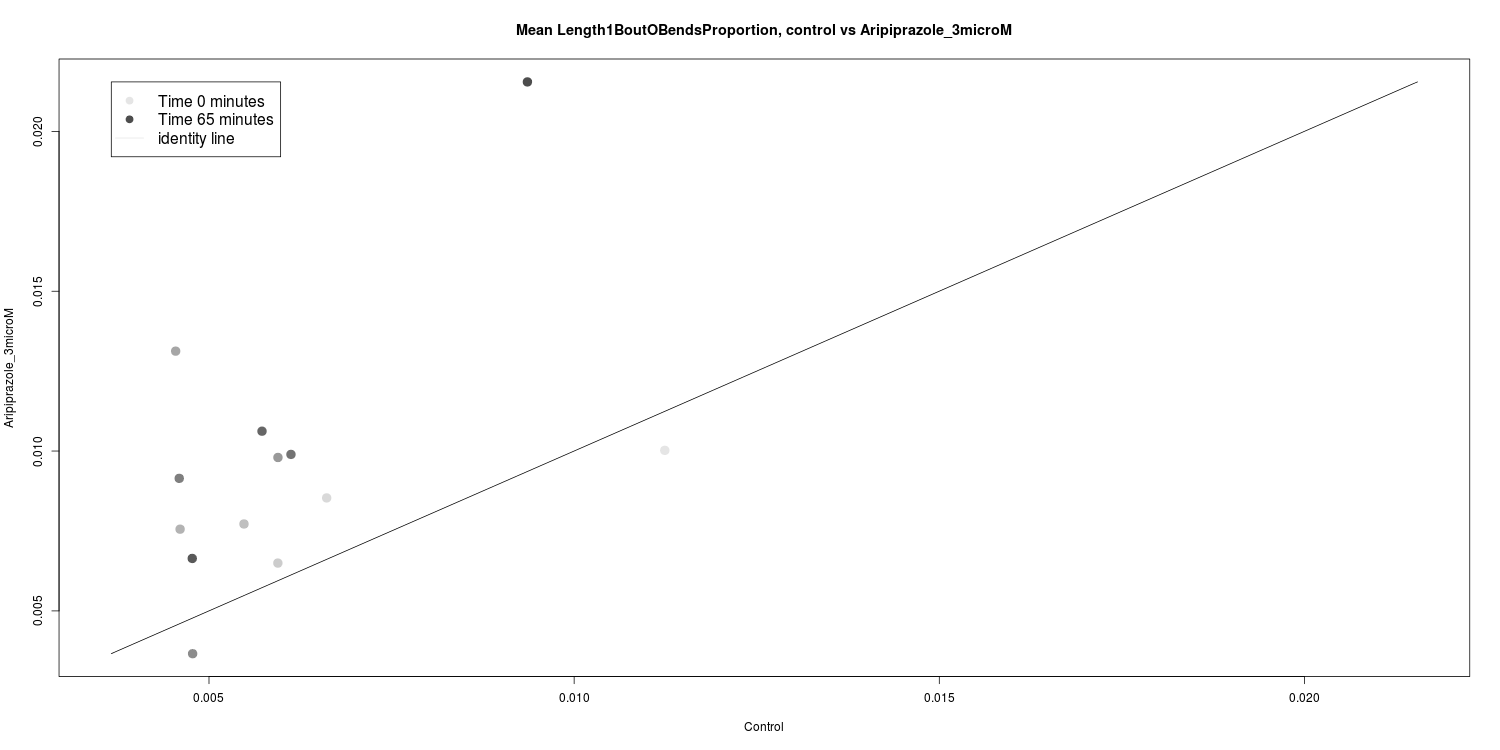 Mean Length1BoutOBendsProportion, control vs Aripiprazole_3microM
Time 0 minutes
Time 65 minutes
identity line
Aripiprazole_3microM
0.020
0.015
0.010
0.005
0.005
0.010
0.015
0.020
Control